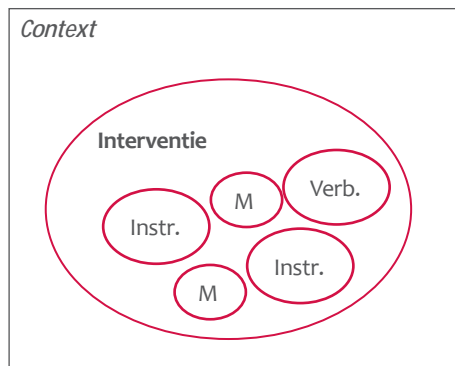 Context
Interventie
Verb.
M
Instr.
Instr.
M